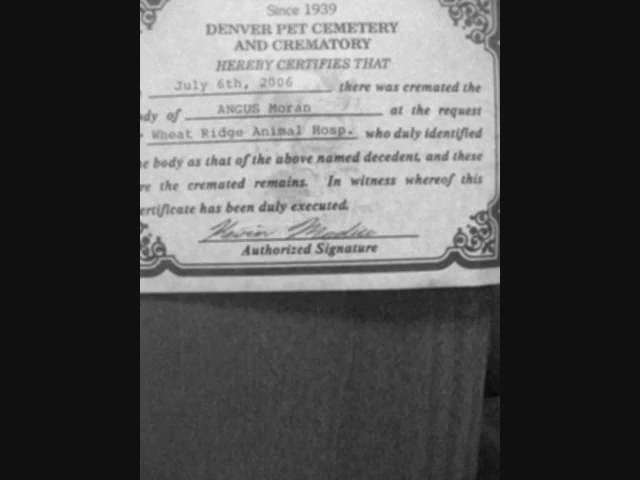 Since 1939
DENVER PET CEMETERY
AND CREMATORY
HEREBY CERTIFIES THAT
July 6th, 2006 there was cremated the
dy of ANGUS Moran at the request
Wheat Ridge Animal Hosp. who duly identified
e body as that of the above named decedent, and these
re the cremated remains. In witness whereof this
ertificate has been duly executed.
Kevin
Authorized Signature